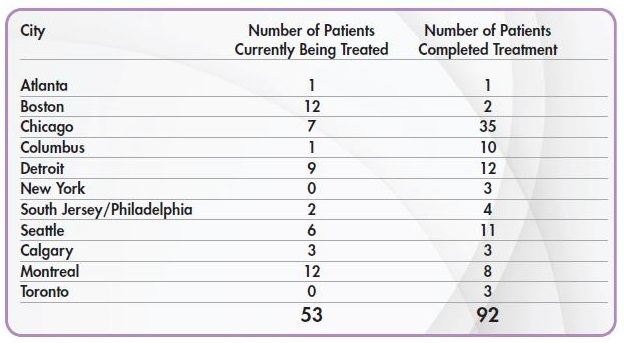 City Number of Patients Number of Patients
Currently Being Treated Completed Treatment
Atlanta 1 1
Boston 12 2
Chicago 7 35
Columbus 1 10
Detroit 9 12
New York 0 3
South Jersey/Philadelphia 2 4
Seattle 6 11
Calgary 3 3
Montreal 12 8
Toronto 0 3
53 92